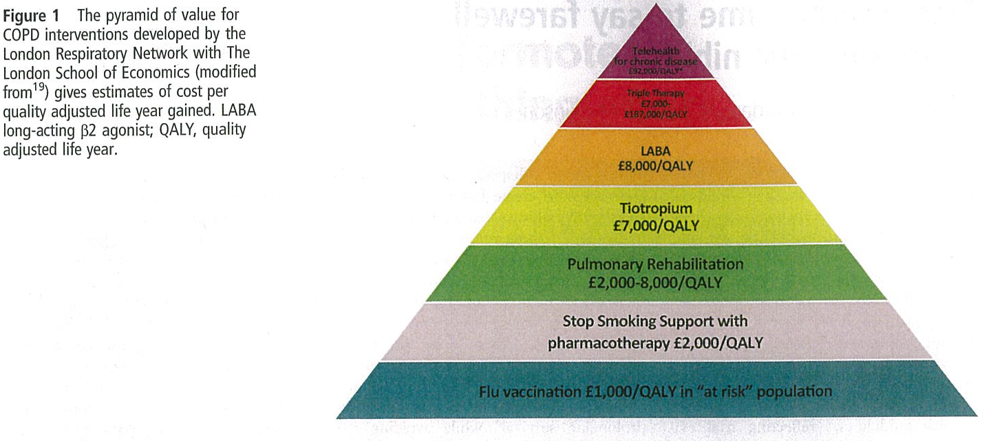 Figure 1 The pyramid of value for
COPD interventions developed by the
London Respiratory Network with The
London School of Economics (modified
from19) gives estimates of cost per
quality adjusted life year gained. LABA
long-acting β2 agonist; QALY, quality
adjusted life year.
Telehealth
for chronic disease
£92,000/QALY*
Triple Therapy
£7,000-
£187,000/QALY
LABA
£8,000/QALY
Tiotropium
£7,000/QALY
Pulmonary Rehabilitation
£2,000-8,000/QALY
Stop Smoking Support with
pharmacotherapy £2,000/QALY
Flu vaccination £1,000/QALY in “at risk” population